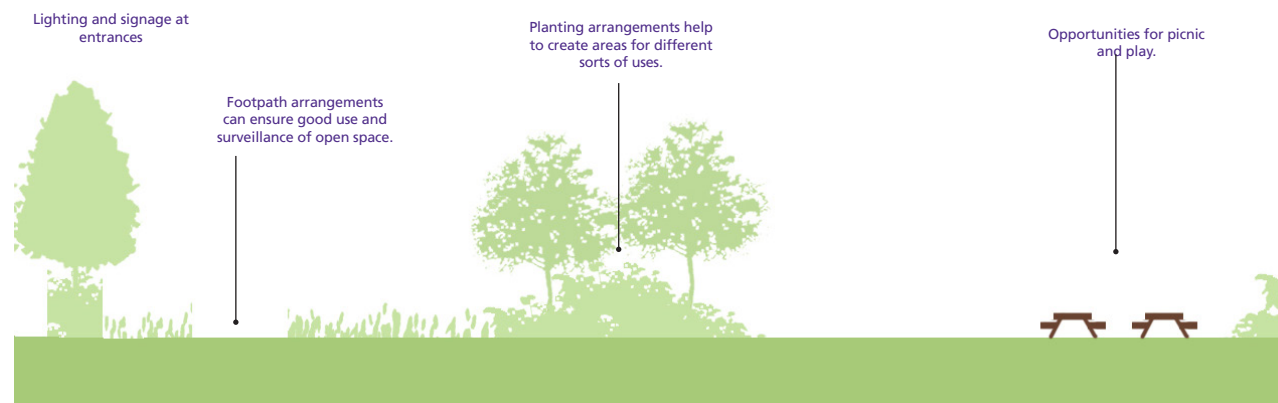 Lighting and signage at
entrances
Footpath arrangements
can ensure good use and
surveillance of open space.
Planting arrangements help
to create areas for different
sorts of uses.
Opportunities for picnic
and play.